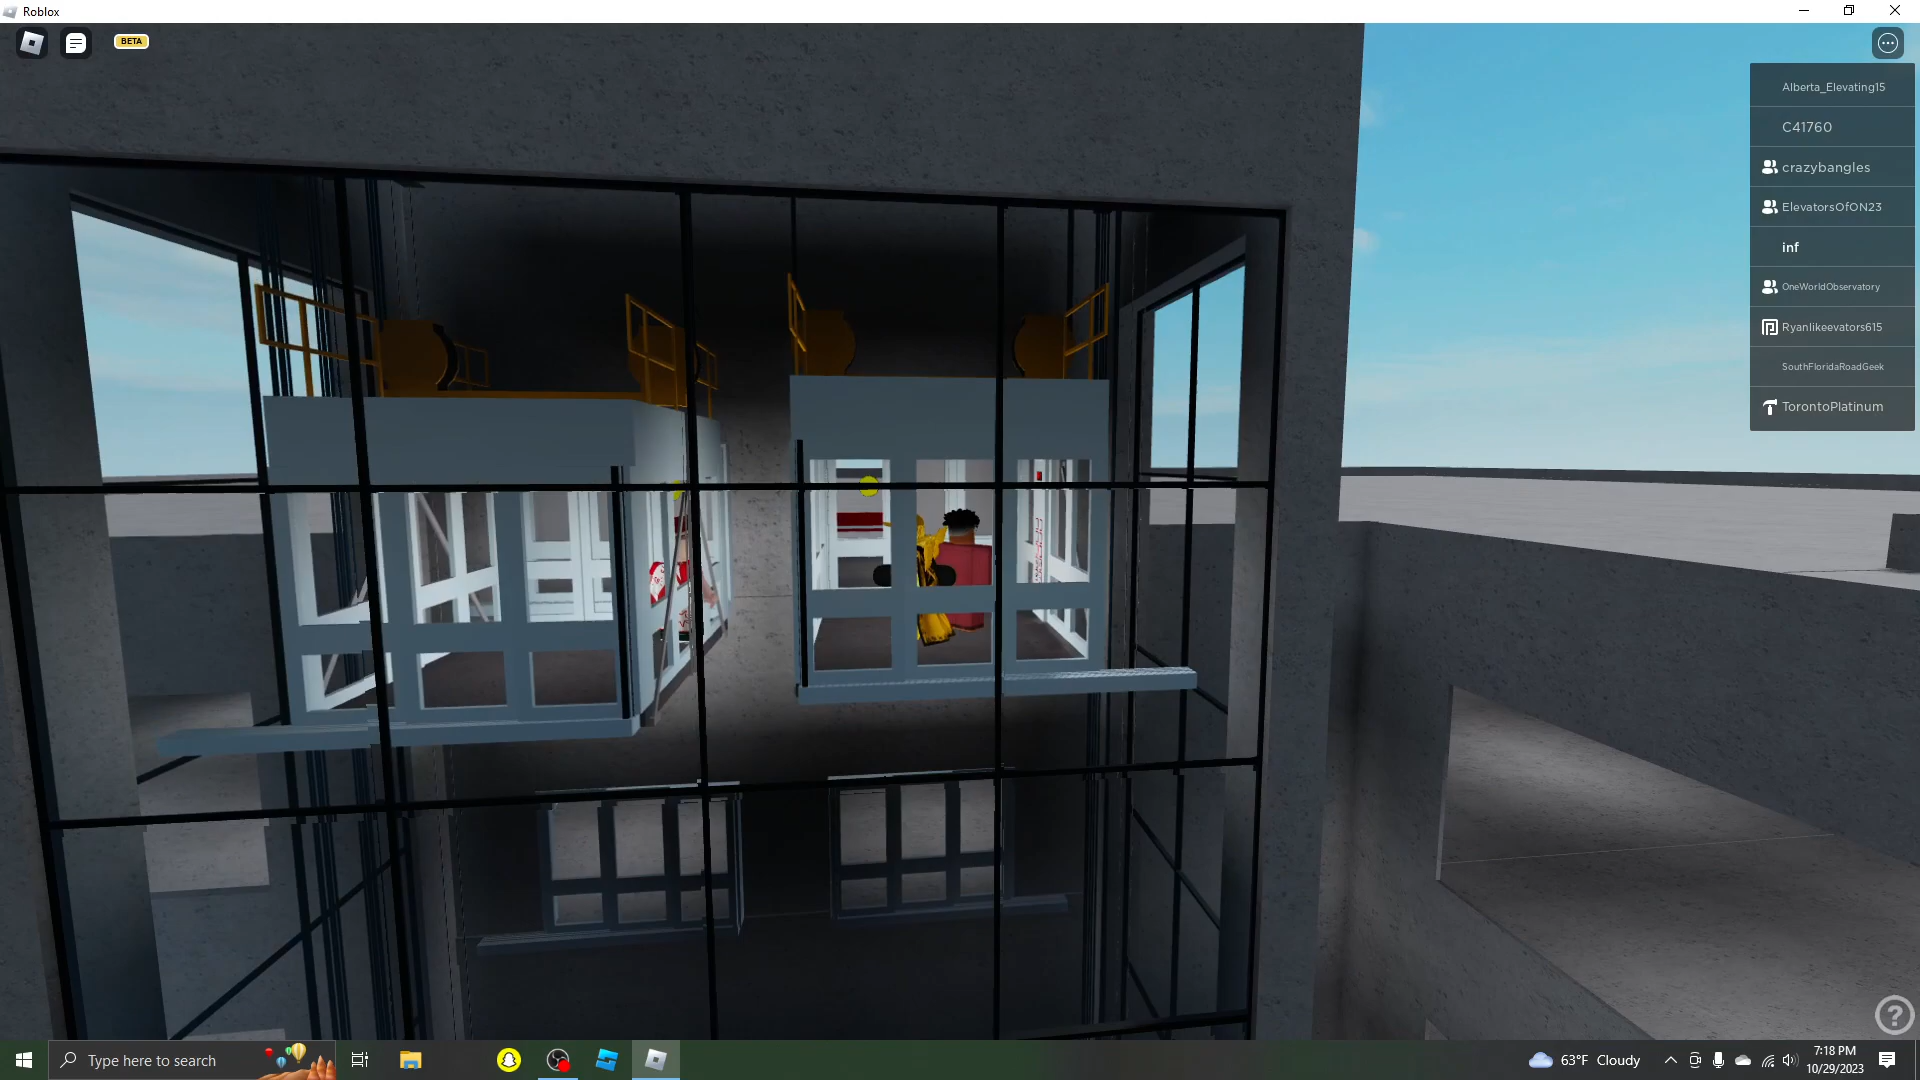 Roblox
BETA
Alberta_Elevating15
C41760
crazybangles
ElevatorsOfON23
inf
OneWorldObservatory
Ryanlikeevators615
SouthFloridaRoadGeek
TorontoPlatinum
?
Type here to search
63°F Cloudy
7:18 PM
10/29/2023